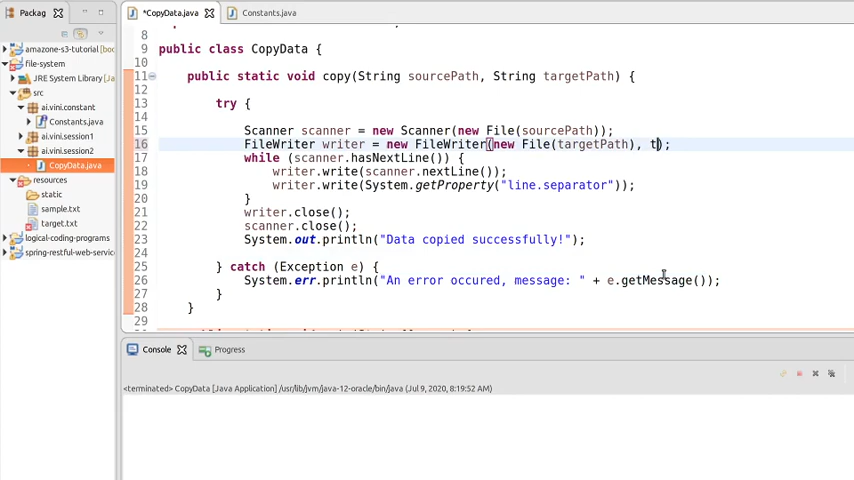 Packag
*CopyData.java
Constants.java
amazone-s3-tutorial [boo
file-system
JRE System Library [Ja
src
ai.vini.constant
Constants.java
ai.vini.session1
ai.vini.session2
CopyData.java
resources
static
sample.txt
target.txt
logical-coding-programs
spring-restful-web-service
8
9 public class CopyData {
10
11 public static void copy(String sourcePath, String targetPath) {
12
13 try {
14
15 Scanner scanner = new Scanner(new File(sourcePath));
16 FileWriter writer = new FileWriter(new File(targetPath), t);
17 while (scanner.hasNextLine()) {
18 writer.write(scanner.nextLine());
19 writer.write(System.getProperty("line.separator"));
20 }
21 writer.close();
22 scanner.close();
23 System.out.println("Data copied successfully!");
24
25 } catch (Exception e) {
26 System.err.println("An error occured, message: " + e.getMessage());
27 }
28 }
29
Console
Progress
<terminated> CopyData [Java Application] /usr/lib/jvm/java-12-oracle/bin/java (Jul 9, 2020, 8:19:52 AM)